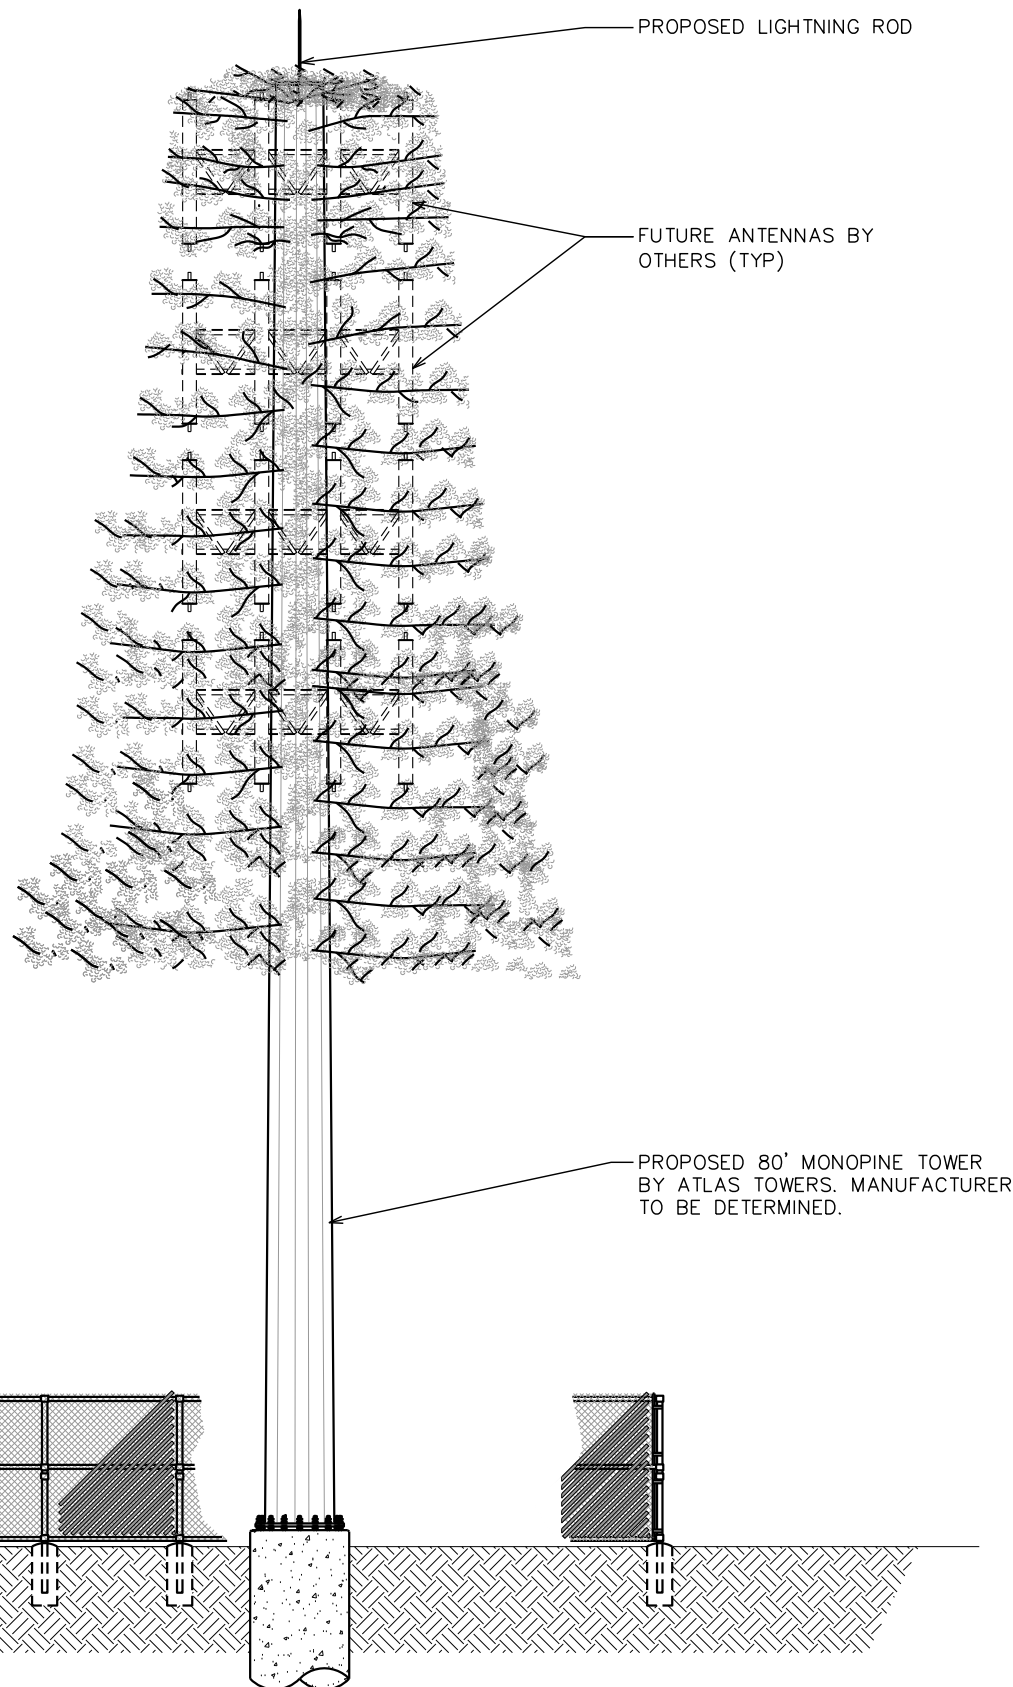 PROPOSED LIGHTNING ROD
FUTURE ANTENNAS BY
OTHERS (TYP)
PROPOSED 80' MONOPINE TOWER
BY ATLAS TOWERS. MANUFACTURER
TO BE DETERMINED.